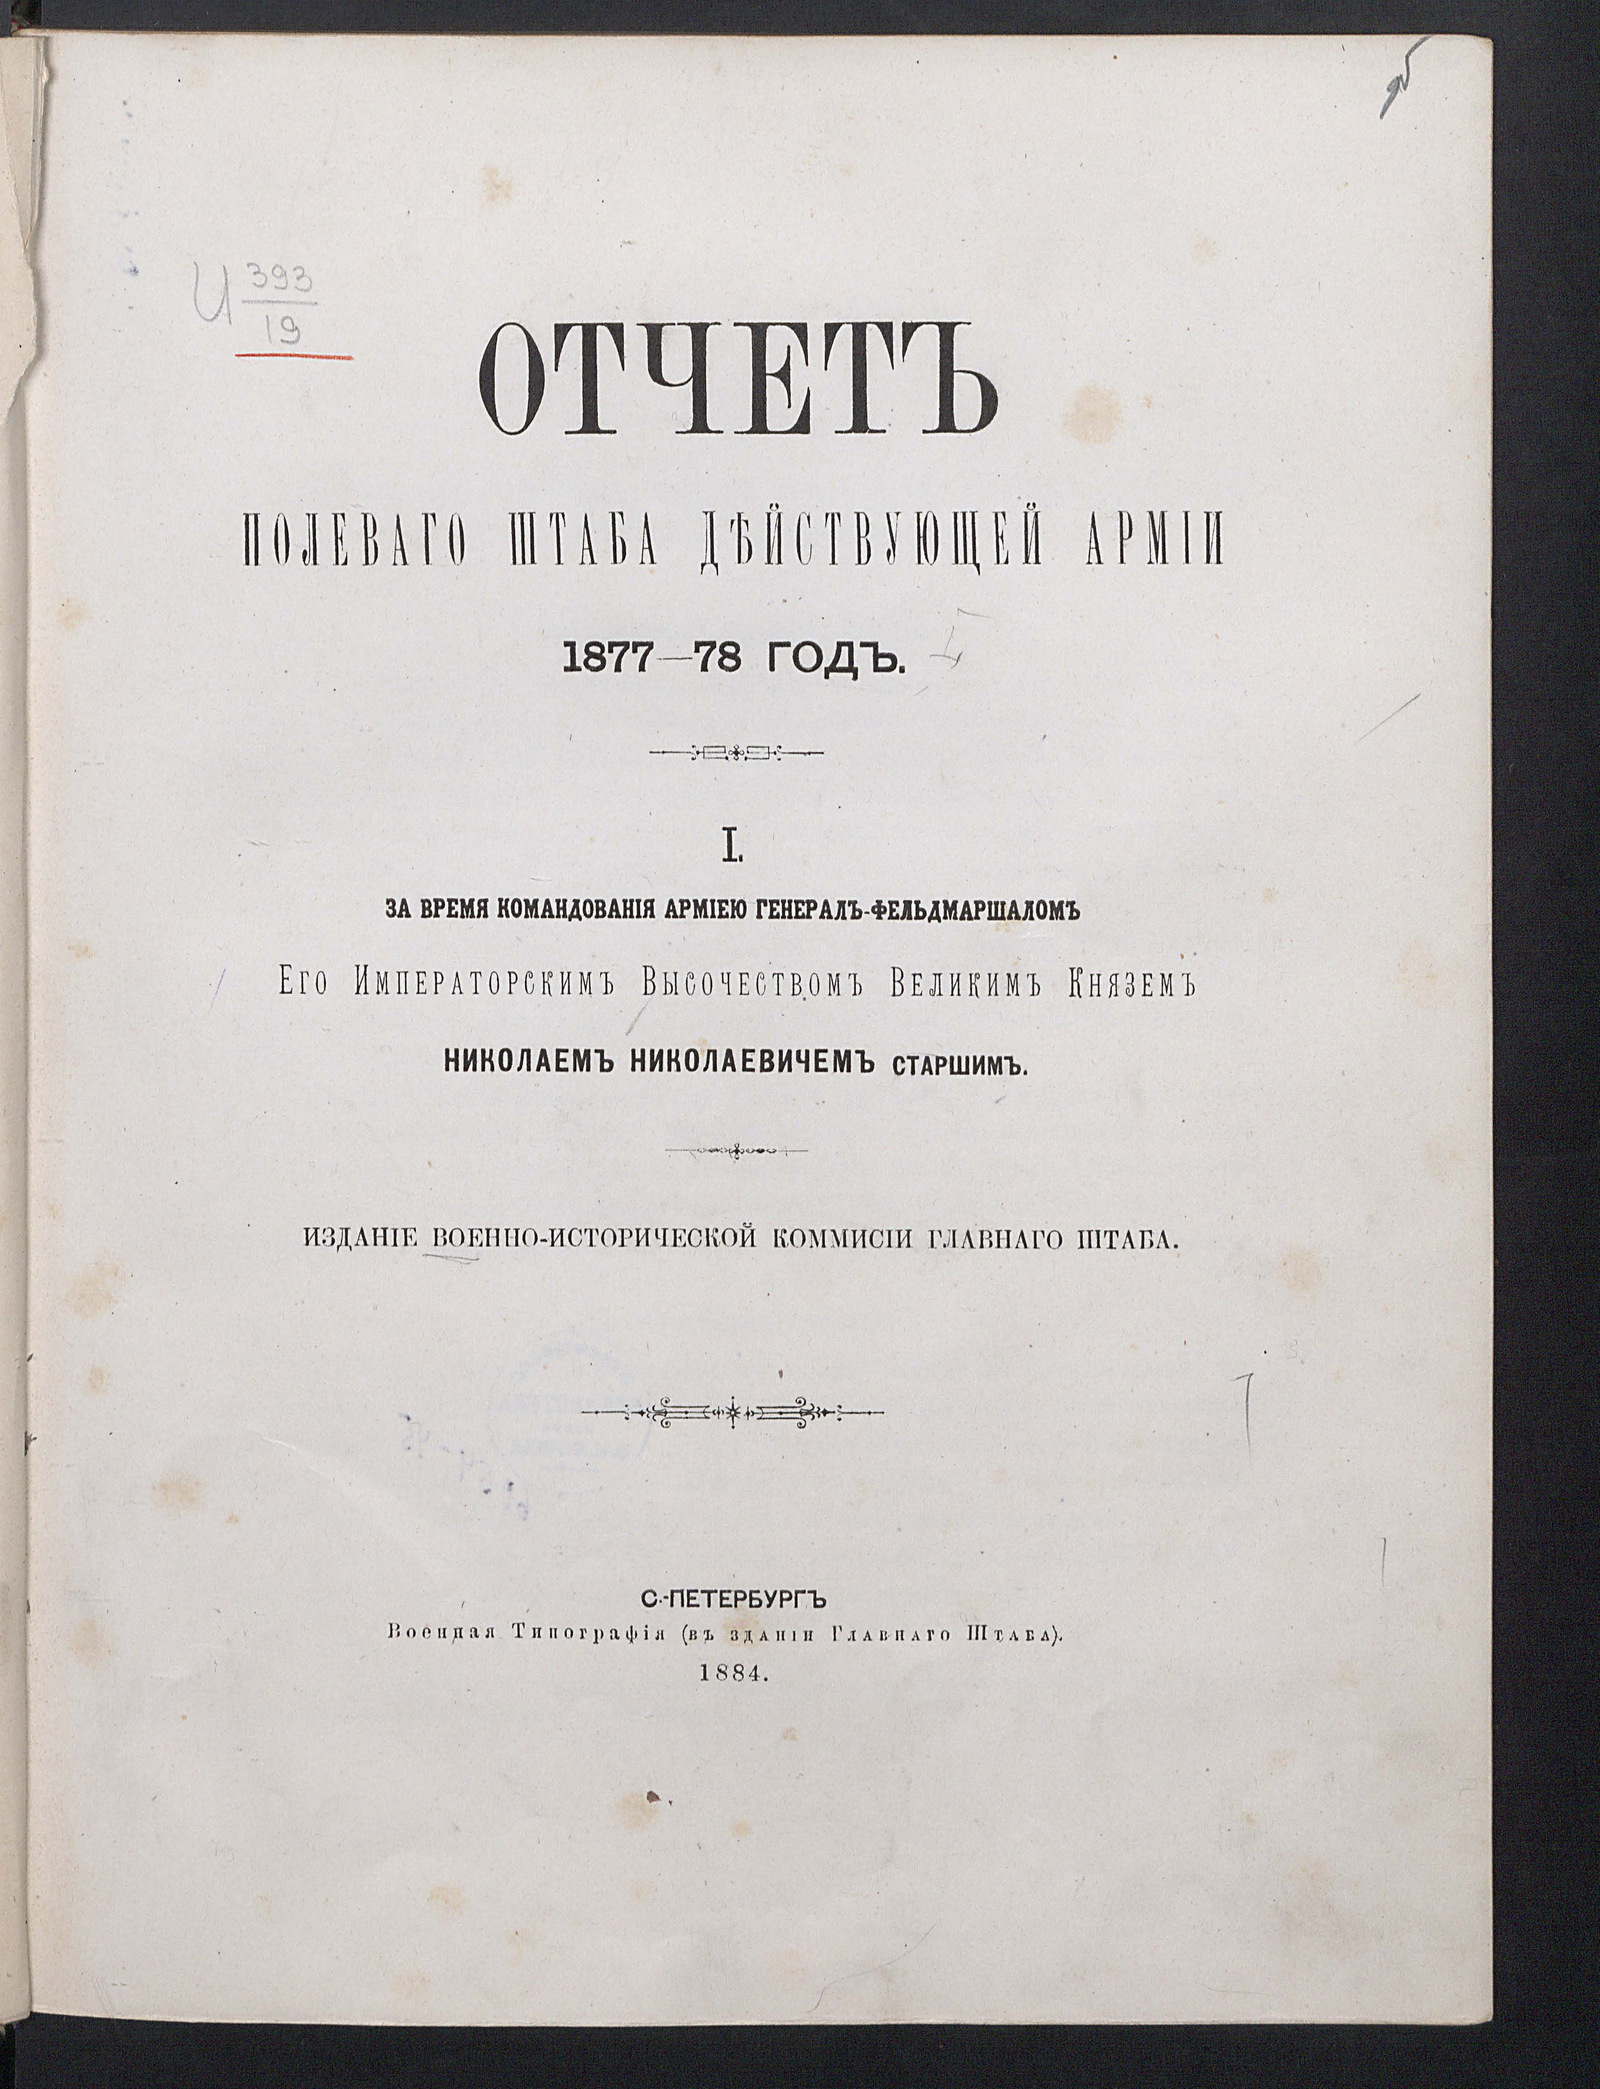 И 393
19
ОТЧЕТЪ
ПОЛЕВАГО ШТАБА ДѢЙСТВУЮЩЕЙ АРМІИ
1877—78 ГОДЪ.
I.
ЗА ВРЕМЯ КОМАНДОВАНІЯ АРМІЕЮ ГЕНЕРАЛЪ-ФЕЛЬДМАРШАЛОМЪ
ЕГО ИМПЕРАТОРСКИМЪ ВЫСОЧЕСТВОМЪ ВЕЛИКИМЪ КНЯЗЕМЪ
НИКОЛАЕМЪ НИКОЛАЕВИЧЕМЪ СТАРШИМЪ.
ИЗДАНІЕ ВОЕННО-ИСТОРИЧЕСКОЙ КОММИСІИ ГЛАВНАГО ШТАБА.
С.-ПЕТЕРБУРГЪ
Военная Типографія (въ зданіи Главнаго Штаба).
1884.